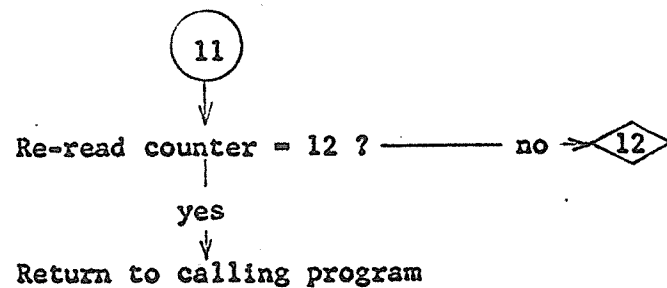 11
Re-read counter = 12 ? no 12
yes
Return to calling program